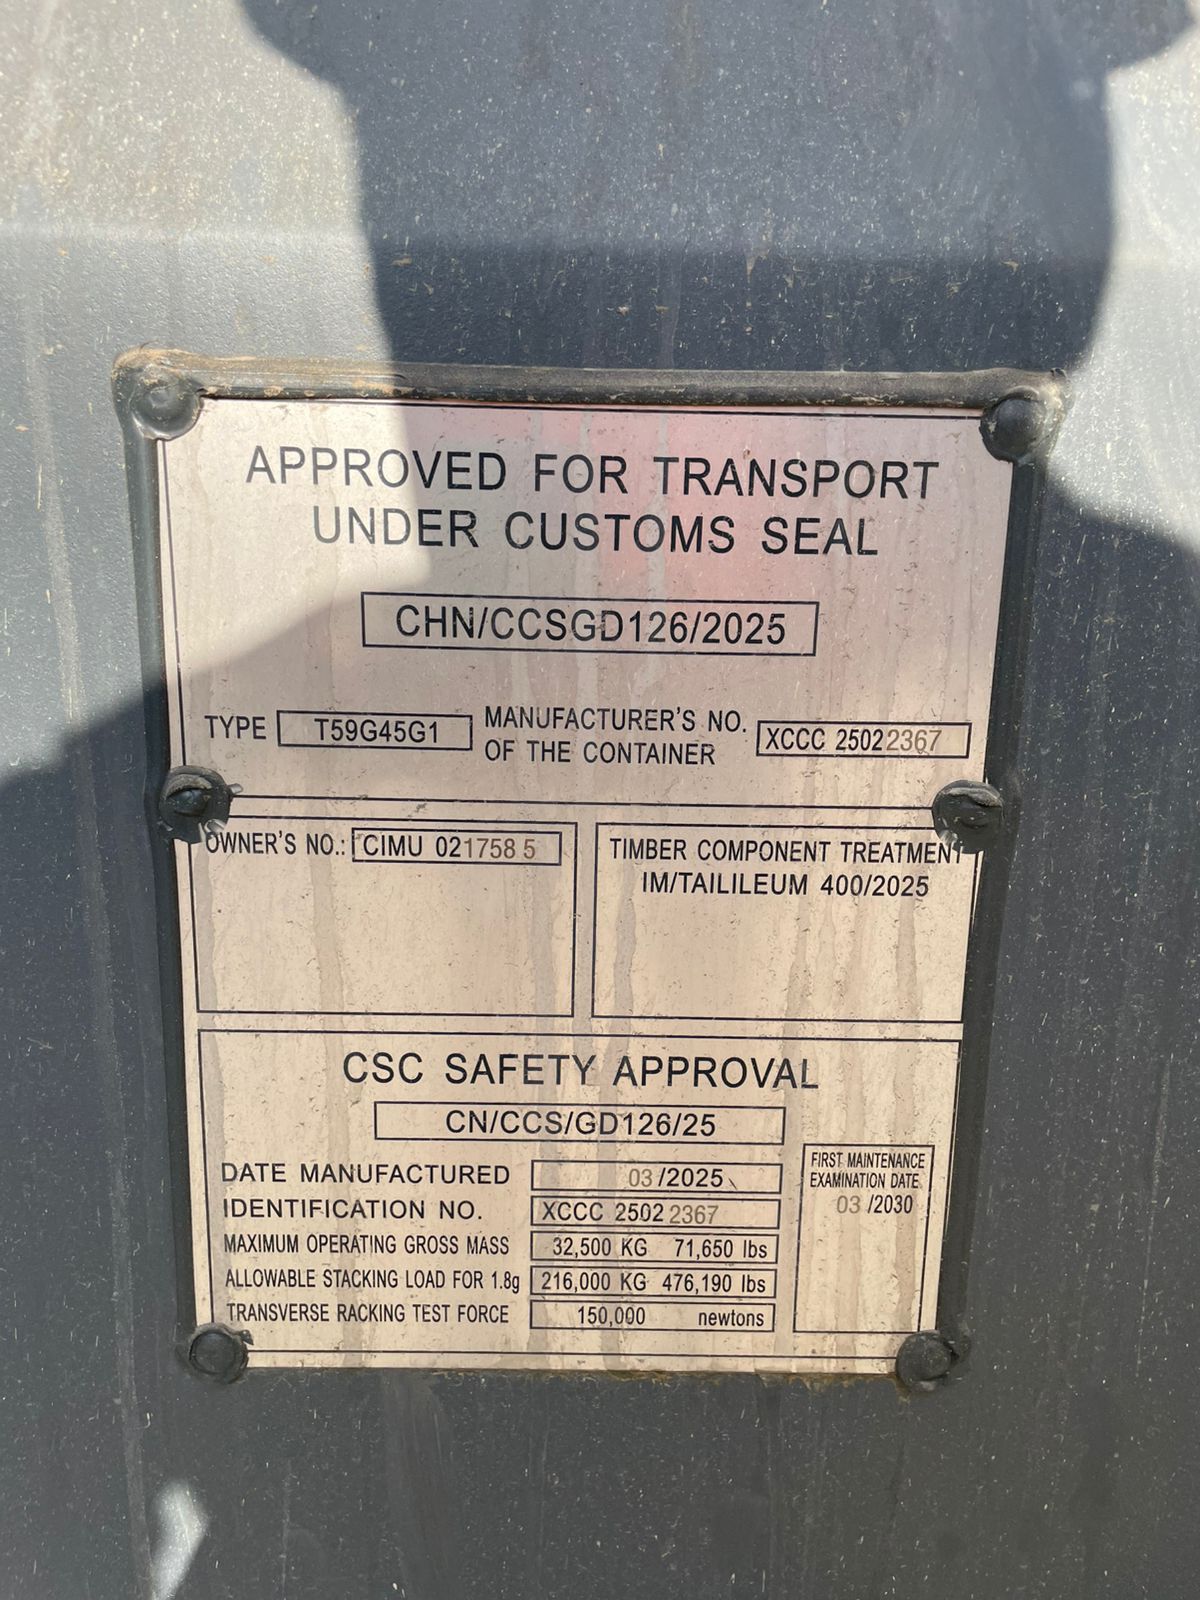 APPROVED FOR TRANSPORT
UNDER CUSTOMS SEAL
CHN/CCSGD126/2025
TYPE T59G45G1 MANUFACTURER'S NO. OF THE CONTAINER XCCC 25022367
OWNER'S NO.: CIMU 021758 5
TIMBER COMPONENT TREATMENT
IM/TAILILEUM 400/2025
CSC SAFETY APPROVAL
CN/CCS/GD126/25
DATE MANUFACTURED 03/2025
IDENTIFICATION NO. XCCC 25022367
MAXIMUM OPERATING GROSS MASS 32,500 KG 71,650 lbs
ALLOWABLE STACKING LOAD FOR 1.8g 216,000 KG 476,190 lbs
TRANSVERSE RACKING TEST FORCE 150,000 newtons
FIRST MAINTENANCE
EXAMINATION DATE
03 /2030